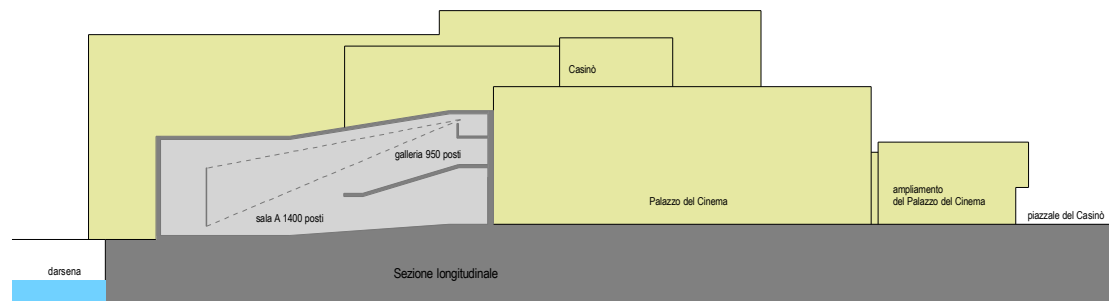 Casinò
galleria 950 posti
sala A 1400 posti
Palazzo del Cinema
ampliamento
del Palazzo del Cinema
piazzale del Casinò
darsena
Sezione longitudinale